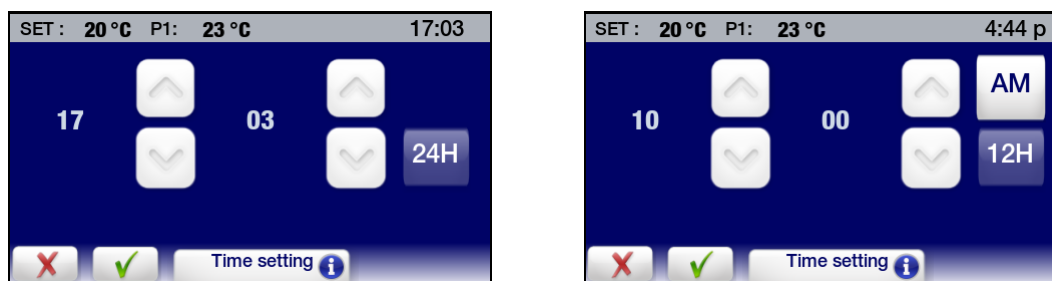 SET : 20 °C P1: 23 °C 17:03
17 03
24H
Time setting i
SET : 20 °C P1: 23 °C 4:44 p
AM
10 00
12H
Time setting i